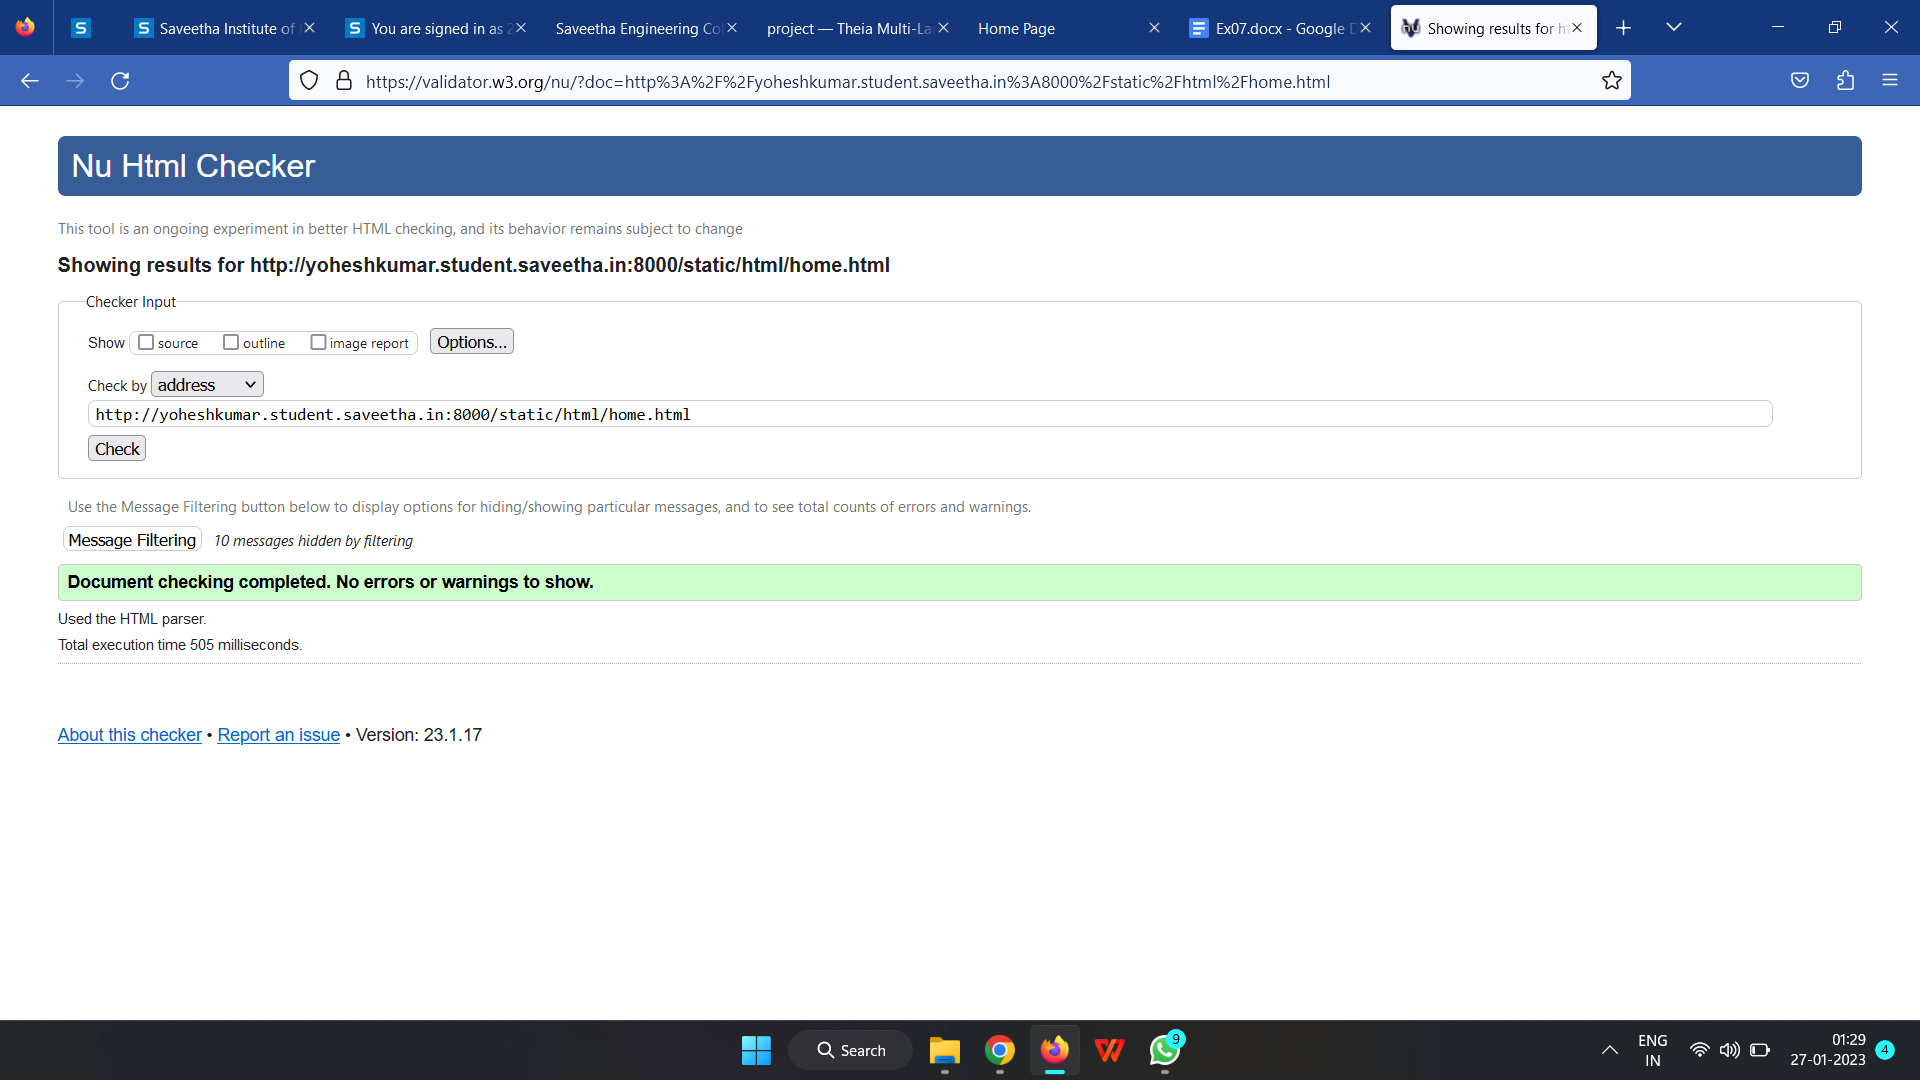 Saveetha Institute of
You are signed in as 2
Saveetha Engineering Co
project — Theia Multi-La
Home Page
Ex07.docx - Google D
Showing results for ht
https://validator.w3.org/nu/?doc=http%3A%2F%2Fyoheshkumar.student.saveetha.in%3A8000%2Fstatic%2Fhtml%2Fhome.html
Nu Html Checker
This tool is an ongoing experiment in better HTML checking, and its behavior remains subject to change
Showing results for http://yoheshkumar.student.saveetha.in:8000/static/html/home.html
Checker Input
Show source outline image report Options...
Check by address
http://yoheshkumar.student.saveetha.in:8000/static/html/home.html
Check
Use the Message Filtering button below to display options for hiding/showing particular messages, and to see total counts of errors and warnings.
Message Filtering 10 messages hidden by filtering
Document checking completed. No errors or warnings to show.
Used the HTML parser.
Total execution time 505 milliseconds.
About this checker • Report an issue • Version: 23.1.17
Search
9
ENG
IN
01:29
27-01-2023
4